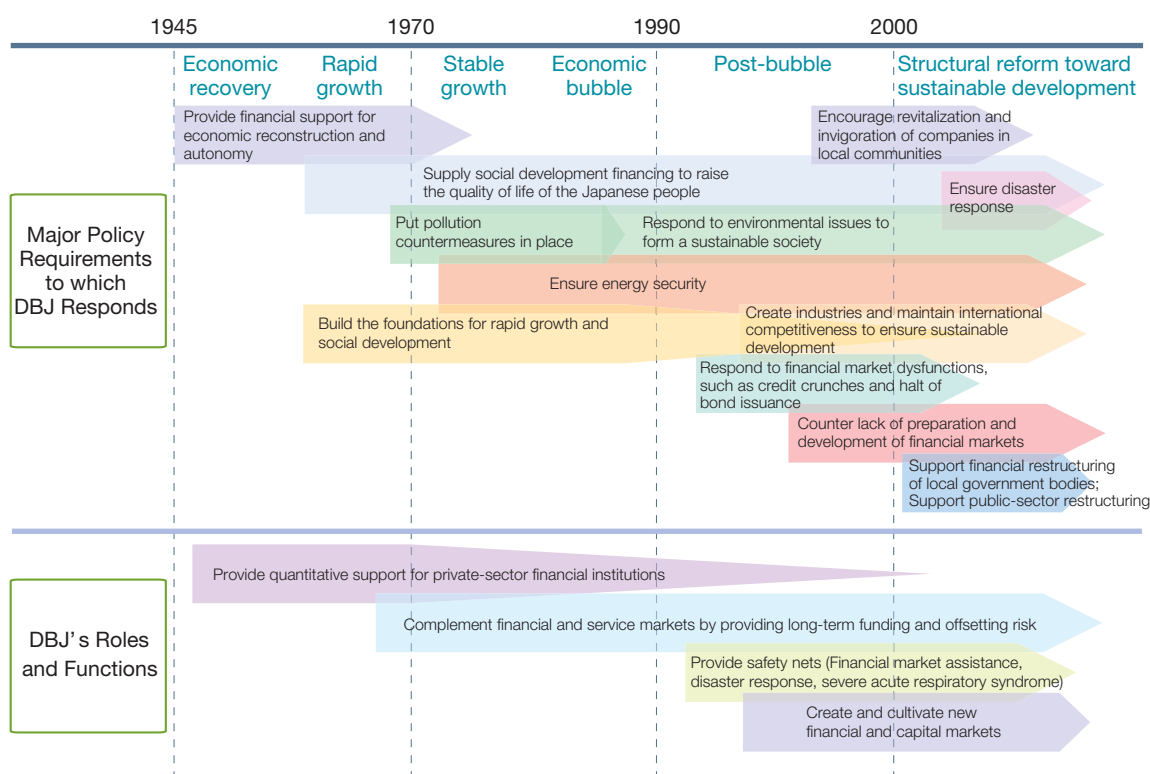 1945
1970
1990
2000
Economic
recovery
Rapid
growth
Stable
growth
Economic
bubble
Post-bubble
Structural reform toward
sustainable development
Major Policy
Requirements
to which
DBJ Responds
Provide financial support for
economic reconstruction and
autonomy
Encourage revitalization and
invigoration of companies in
local communities
Supply social development financing to raise
the quality of life of the Japanese people
Ensure disaster
response
Put pollution
countermeasures in place
Respond to environmental issues to
form a sustainable society
Ensure energy security
Build the foundations for rapid growth and
social development
Create industries and maintain international
competitiveness to ensure sustainable
development
Respond to financial market dysfunctions,
such as credit crunches and halt of
bond issuance
Counter lack of preparation and
development of financial markets
Support financial restructuring
of local government bodies;
Support public-sector restructuring
DBJ's Roles
and Functions
Provide quantitative support for private-sector financial institutions
Complement financial and service markets by providing long-term funding and offsetting risk
Provide safety nets (Financial market assistance,
disaster response, severe acute respiratory syndrome)
Create and cultivate new
financial and capital markets